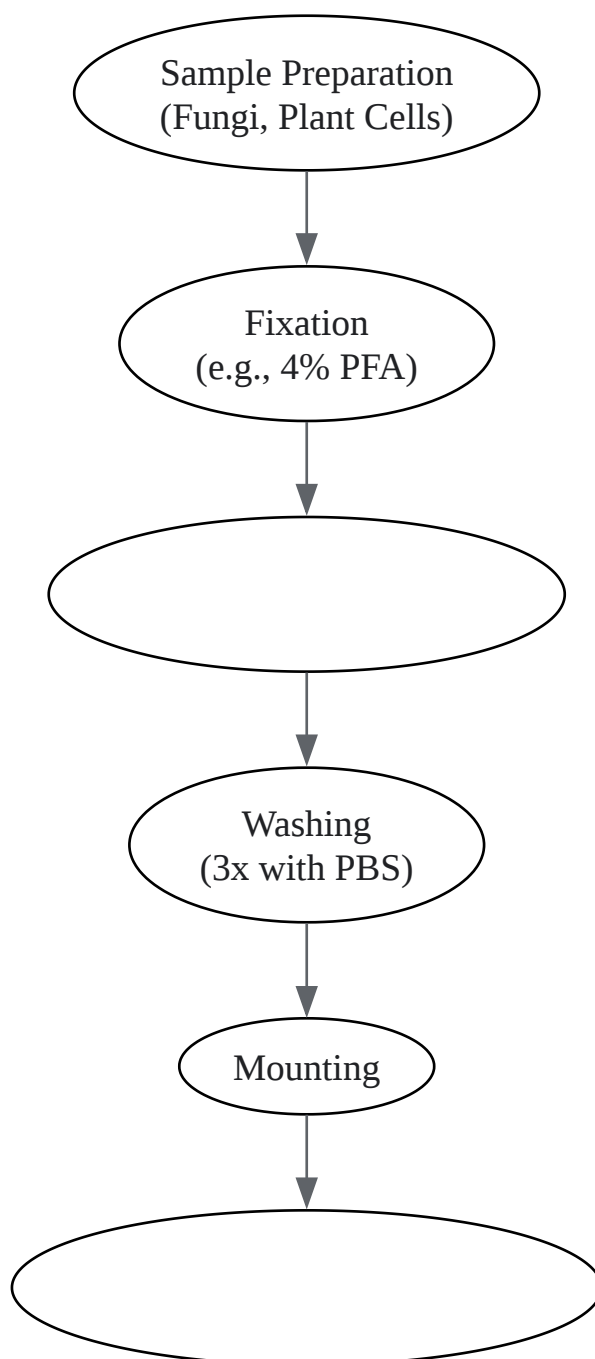 Sample Preparation
(Fungi, Plant Cells)
Fixation
(e.g., 4% PFA)
Washing
(3x with PBS)
Mounting